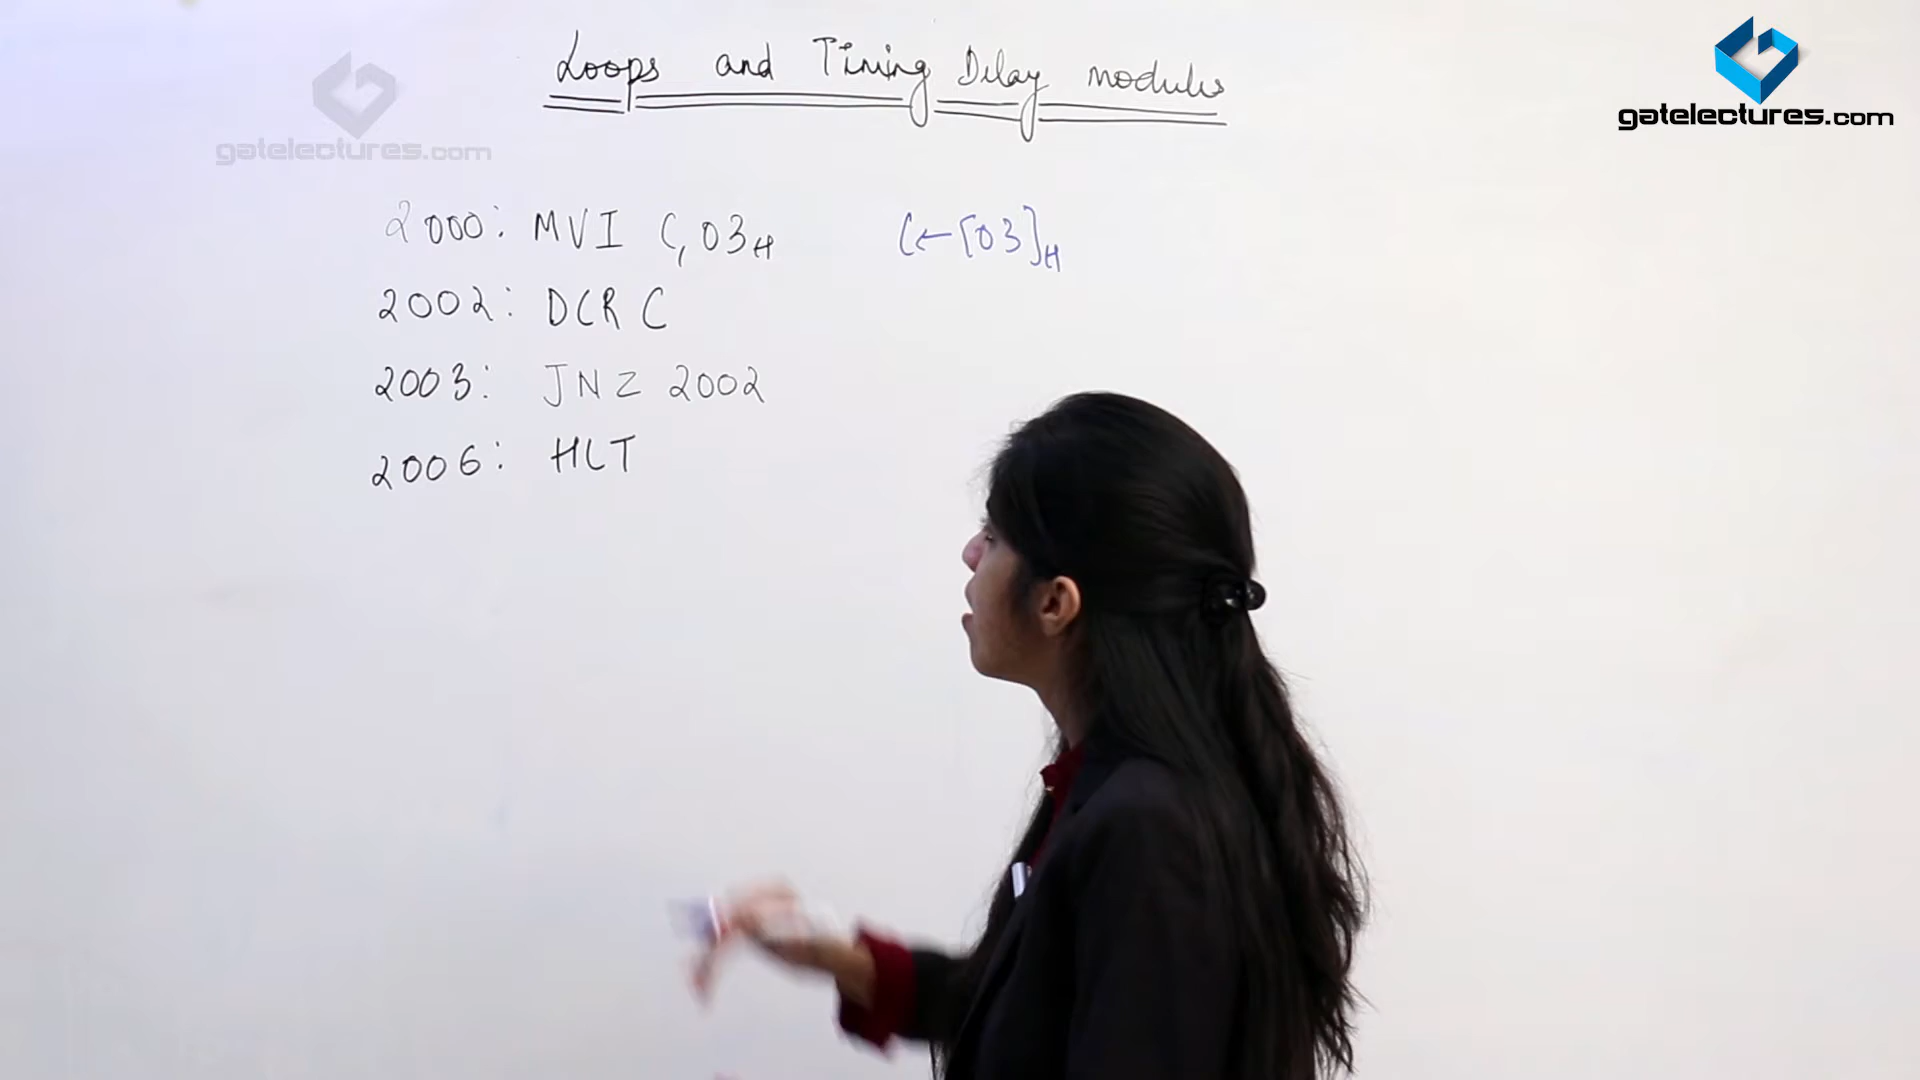 Loops and Timing Delay modules
gatelectures.com
gatelectures.com
2000: MVI C,03H C←[03]H
2002: DCR C
2003: JNZ 2002
2006: HLT